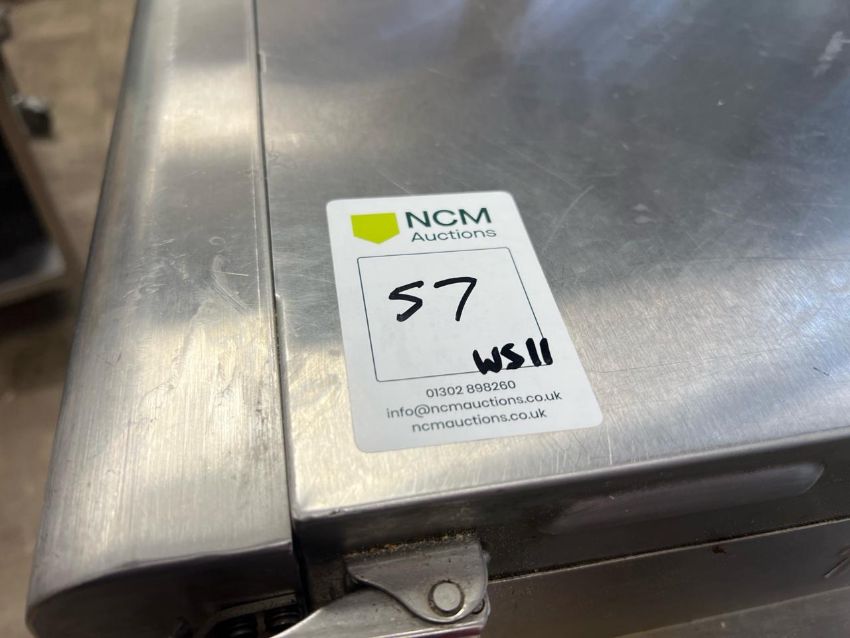 NCM
Auctions
57
WS11
01302 898260
info@ncmauctions.co.uk
ncmauctions.co.uk